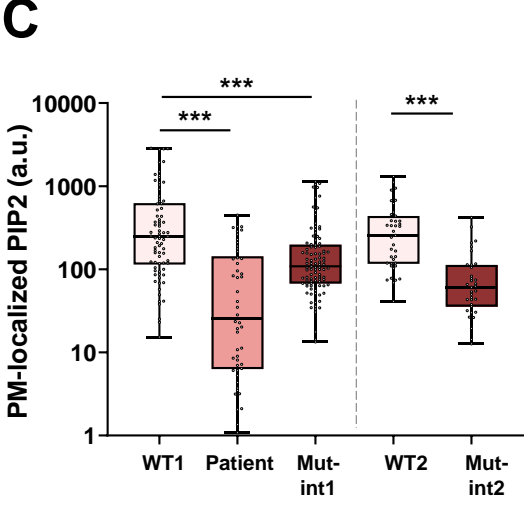 C
PM-localized PIP2 (a.u.)
10000
1000
100
10
1
***
***
***
WT1 Patient Mut-int1 WT2 Mut-int2